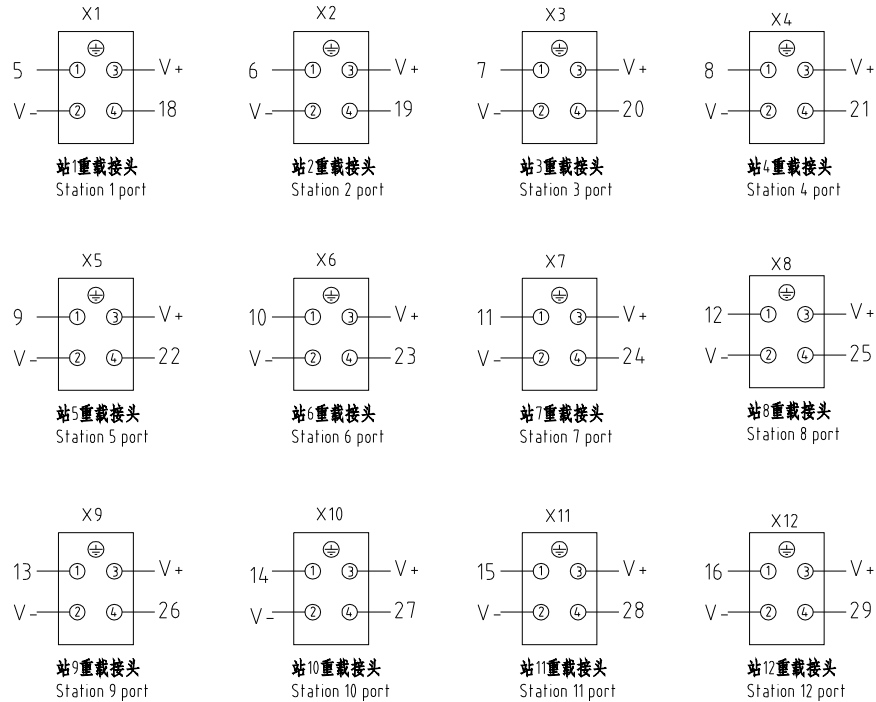 X1 X2 X3 X4
5 1 3 V+ 6 1 3 V+ 7 1 3 V+ 8 1 3 V+
V- 2 4 18 V- 2 4 19 V- 2 4 20 V- 2 4 21
站1重载接头 站2重载接头 站3重载接头 站4重载接头
Station 1 port Station 2 port Station 3 port Station 4 port
X5 X6 X7 X8
9 1 3 V+ 10 1 3 V+ 11 1 3 V+ 12 1 3 V+
V- 2 4 22 V- 2 4 23 V- 2 4 24 V- 2 4 25
站5重载接头 站6重载接头 站7重载接头 站8重载接头
Station 5 port Station 6 port Station 7 port Station 8 port
X9 X10 X11 X12
13 1 3 V+ 14 1 3 V+ 15 1 3 V+ 16 1 3 V+
V- 2 4 26 V- 2 4 27 V- 2 4 28 V- 2 4 29
站9重载接头 站10重载接头 站11重载接头 站12重载接头
Station 9 port Station 10 port Station 11 port Station 12 port